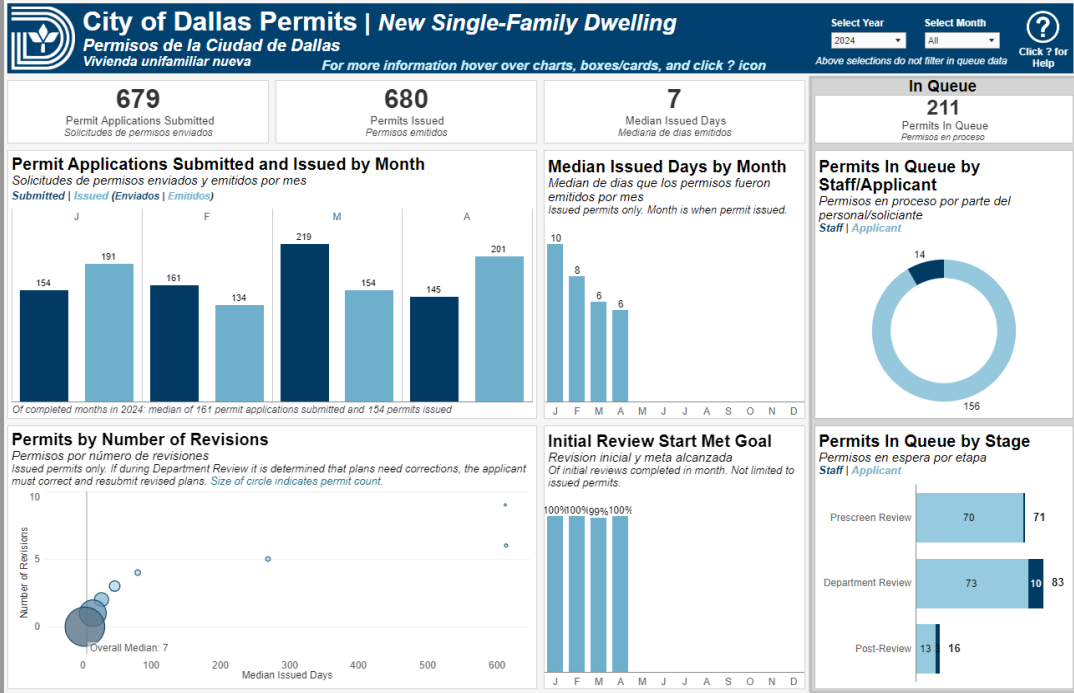 City of Dallas Permits | New Single-Family Dwelling
Permisos de la Ciudad de Dallas
Vivienda unifamiliar nueva
For more information hover over charts, boxes/cards, and click ? icon
Select Year
2024
Select Month
All
Above selections do not filter in queue data
?
Click ? for
Help
679
Permit Applications Submitted
Solicitudes de permisos enviados
680
Permits Issued
Permisos emitidos
7
Median Issued Days
Mediana de dias emitidos
In Queue
211
Permits In Queue
Permisos en proceso
Permit Applications Submitted and Issued by Month
Solicitudes de permisos enviados y emitidos por mes
Submitted | Issued (Enviados | Emitidos)
J F M A
154 191 161 134 219 154 145 201
Of completed months in 2024: median of 161 permit applications submitted and 154 permits issued
Median Issued Days by Month
Median de dias que los permisos fueron
emitidos por mes
Issued permits only. Month is when permit issued.
10 8 6 6
J F M A M J J A S O N D
Permits In Queue by
Staff/Applicant
Permisos en proceso por parte del
personal/soliciante
Staff | Applicant
14
156
Permits by Number of Revisions
Permisos por número de revisiones
Issued permits only. If during Department Review it is determined that plans need corrections, the applicant
must correct and resubmit revised plans. Size of circle indicates permit count.
Number of Revisions
10
5
0
Overall Median: 7
0 100 200 300 400 500 600
Median Issued Days
Initial Review Start Met Goal
Revision inicial y meta alcanzada
Of initial reviews completed in month. Not limited to
issued permits.
100% 100% 99% 100%
J F M A M J J A S O N D
Permits In Queue by Stage
Permisos en espera por etapa
Staff | Applicant
Prescreen Review 70 71
Department Review 73 10 83
Post-Review 13 16